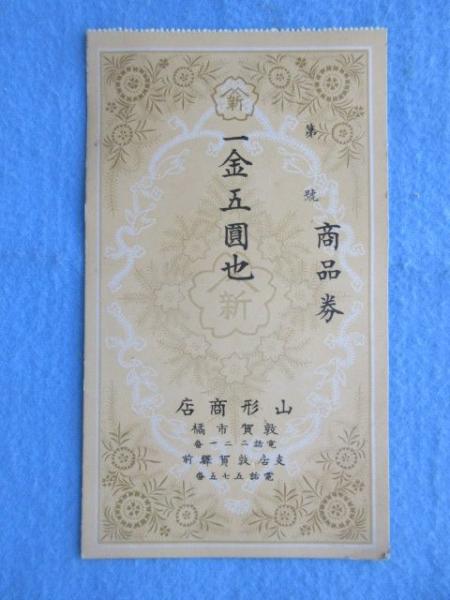 第 號
商品券
新
一金五圓也
新
山形商店
敦賀市橘
電話二二一番
支店敦賀驛前
電話五七五番